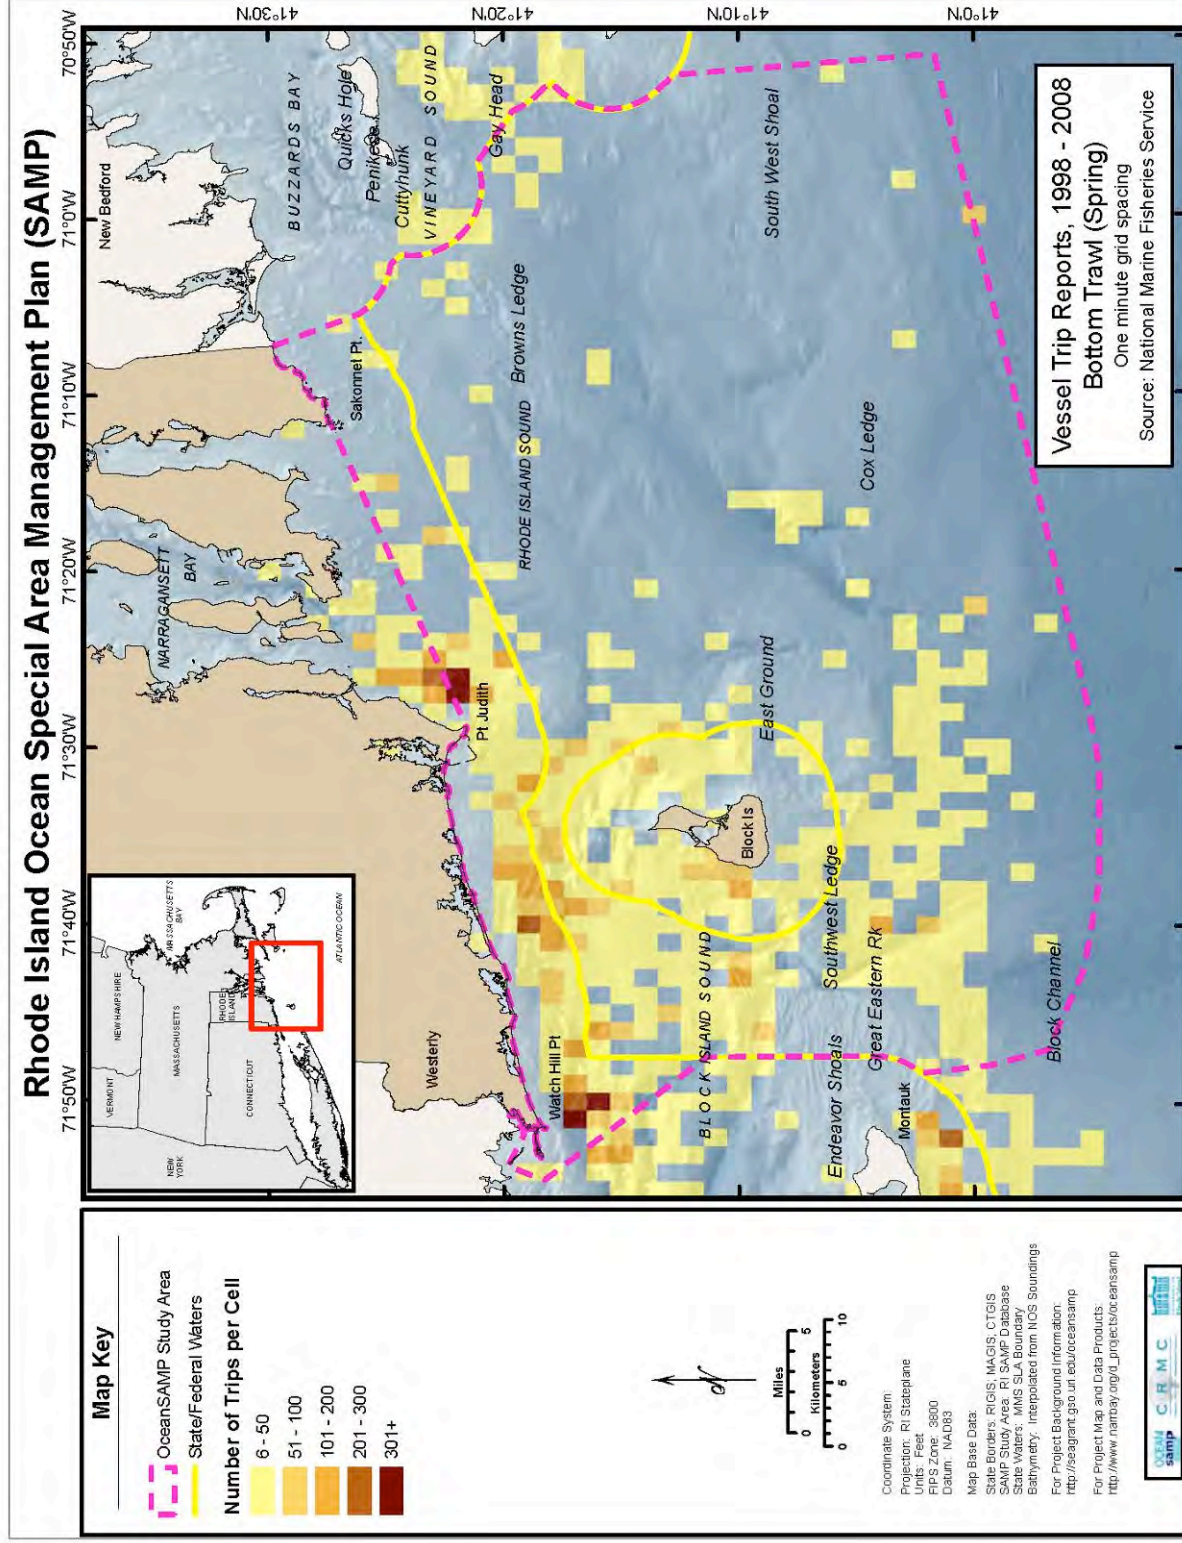 Rhode Island Ocean Special Area Management Plan (SAMP)
Map Key
OceanSAMP Study Area
State/Federal Waters
Number of Trips per Cell
6 - 50
51 - 100
101 - 200
201 - 300
301+
Miles
0
5
Kilometers
0
5
10
Coordinate System:
Projection: RI Stateplane
Units: Feet
FIPS Zone: 3800
Datum: NAD83
Map Base Data:
State Borders: RIGIS, MAGIS, CTGIS
SAMP Study Area: RI SAMP Database
State Waters: MMS SLA Boundary
Bathymetry: Interpolated from NOS Soundings
For Project Background Information:
http://seagrant.gso.uri.edu/oceansamp
For Project Map and Data Products:
http://www.narrbay.org/d_projects/oceansamp
OCEAN
samp
C R M C
71°50'W
71°40'W
71°30'W
71°20'W
71°10'W
71°0'W
70°50'W
41°30'N
41°20'N
41°10'N
41°0'N
VERMONT
NEW HAMPSHIRE
MASSACHUSETTS
BAY
MASSACHUSETTS
NEW
YORK
CONNECTICUT
RHODE
ISLAND
ATLANTIC OCEAN
New Bedford
NARRAGANSETT
BAY
BUZZARDS BAY
Quicks Hole
Penikese
Cuttyhunk
VINEYARD SOUND
Gay Head
Sakonnet Pt.
Westerly
Watch Hill Pt
Pt Judith
RHODE ISLAND SOUND
Browns Ledge
BLOCK ISLAND SOUND
Block Is
East Ground
South West Shoal
Endeavor Shoals
Southwest Ledge
Cox Ledge
Montauk
Great Eastern Rk
Block Channel
Vessel Trip Reports, 1998 - 2008
Bottom Trawl (Spring)
One minute grid spacing
Source: National Marine Fisheries Service